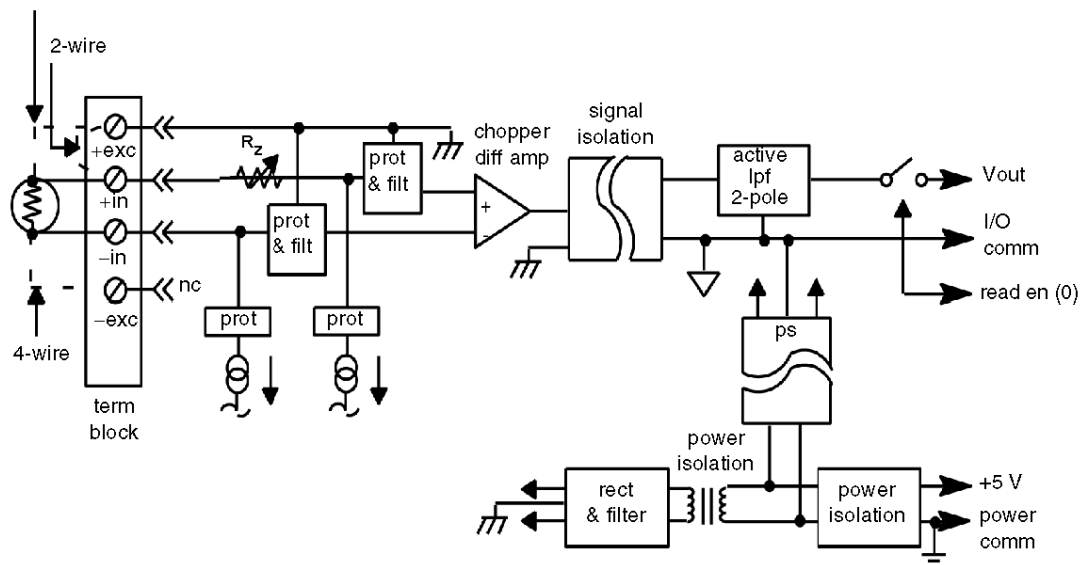 2-wire
+exc
+in
−in
−exc
nc
4-wire
term
block
R_z
prot
& filt
prot
& filt
prot
prot
chopper
diff amp
+
-
signal
isolation
active
lpf
2-pole
Vout
I/O
comm
read en (0)
ps
power
isolation
rect
& filter
power
isolation
+5 V
power
comm